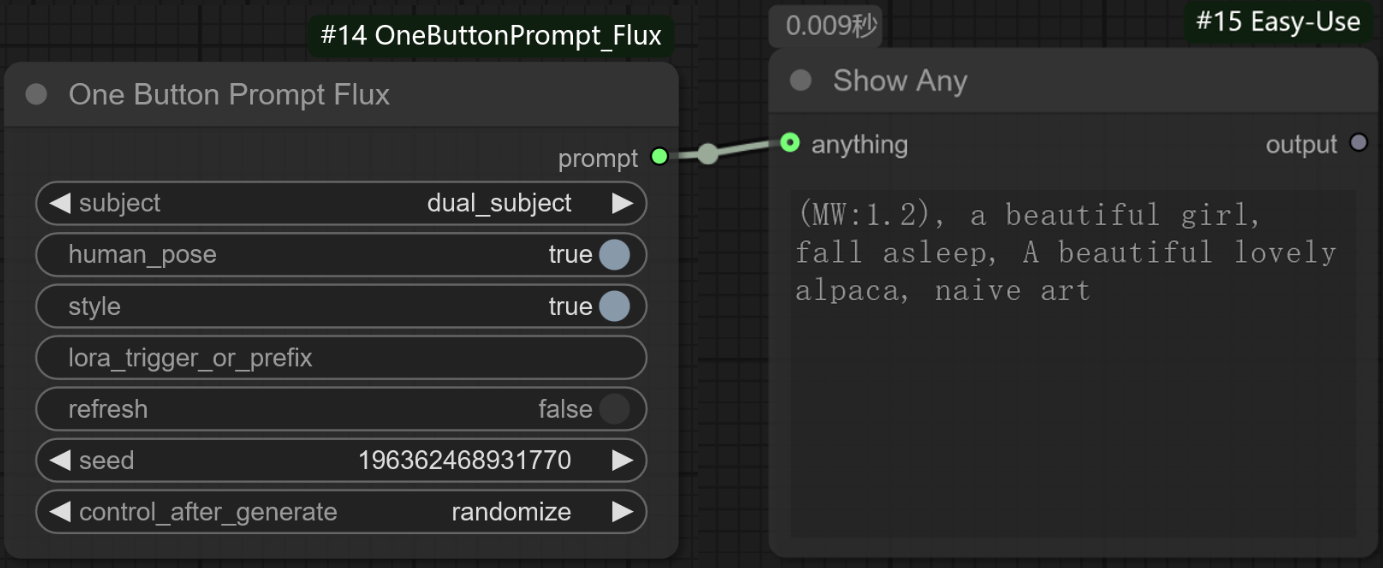 #14 OneButtonPrompt_Flux
One Button Prompt Flux
prompt
subject dual_subject
human_pose true
style true
lora_trigger_or_prefix
refresh false
seed 196362468931770
control_after_generate randomize
0.009秒
#15 Easy-Use
Show Any
anything output
(MW:1.2), a beautiful girl,
fall asleep, A beautiful lovely
alpaca, naive art